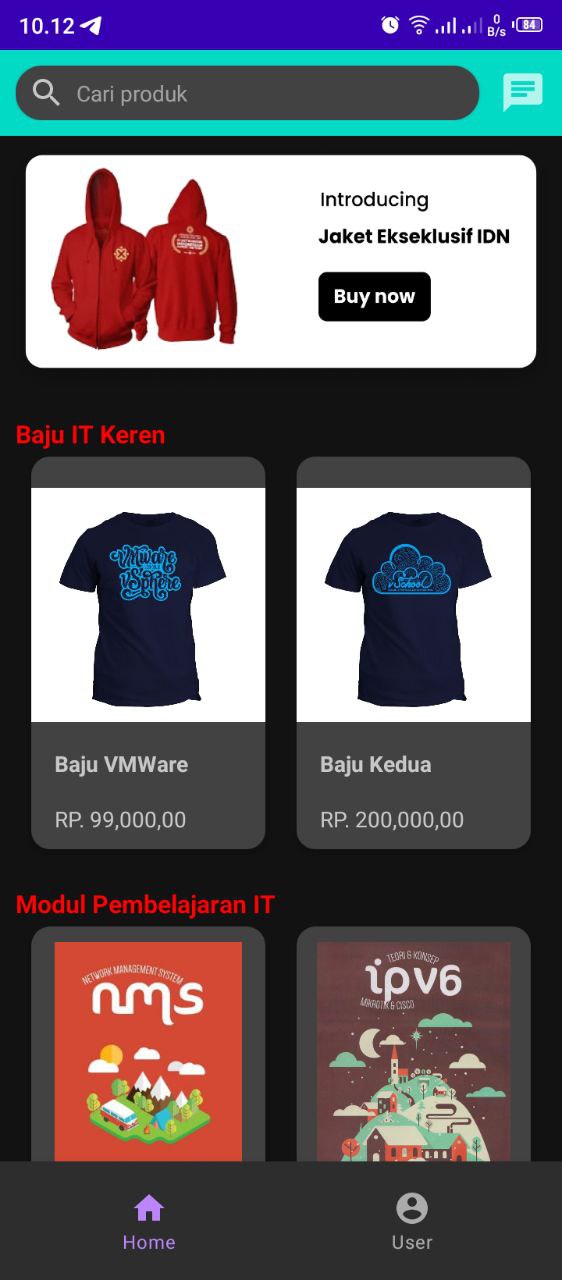 10.12
0
B/s
84
Cari produk
Introducing
Jaket Ekseklusif IDN
Buy now
Baju IT Keren
VMware
vSphere
vSchool
Baju VMWare
Baju Kedua
RP. 99,000,00
RP. 200,000,00
Modul Pembelajaran IT
NETWORK MANAGEMENT SYSTEM
nms
TEORI & KONSEP
ipv6
MIKROTIK & CISCO
Home
User